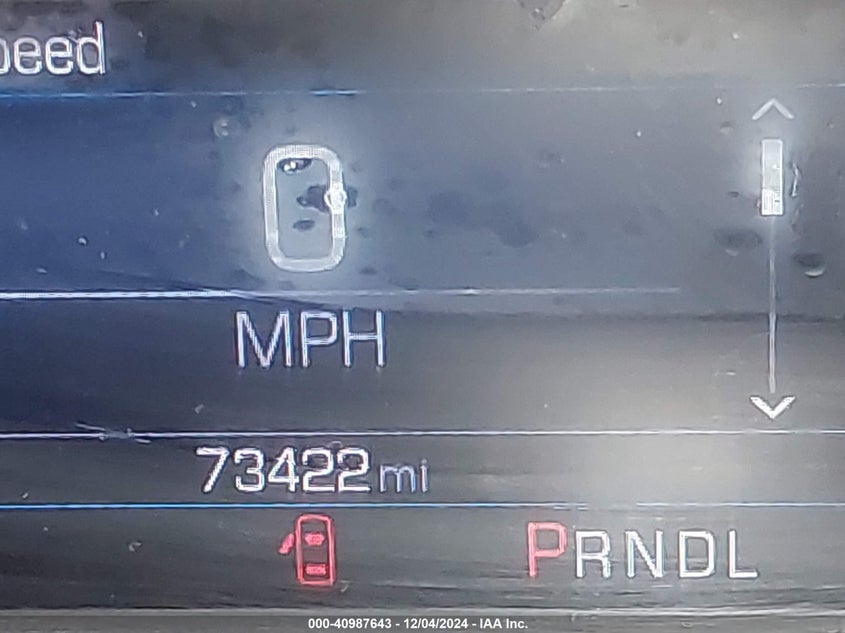 peed
0
MPH
73422 mi
PRNDL
000-40987643 - 12/04/2024 - IAA Inc.